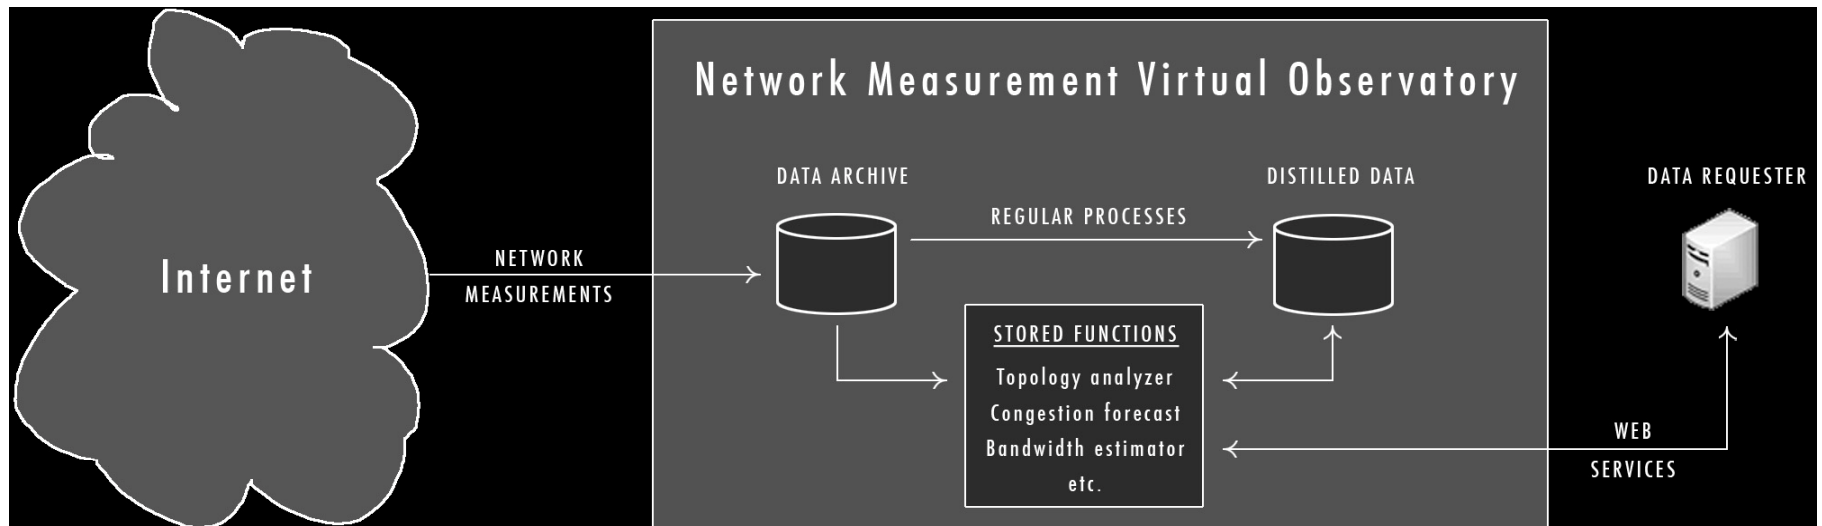 Network Measurement Virtual Observatory
DATA ARCHIVE
DISTILLED DATA
DATA REQUESTER
REGULAR PROCESSES
Internet
NETWORK
MEASUREMENTS
STORED FUNCTIONS
Topology analyzer
Congestion forecast
Bandwidth estimator
etc.
WEB
SERVICES